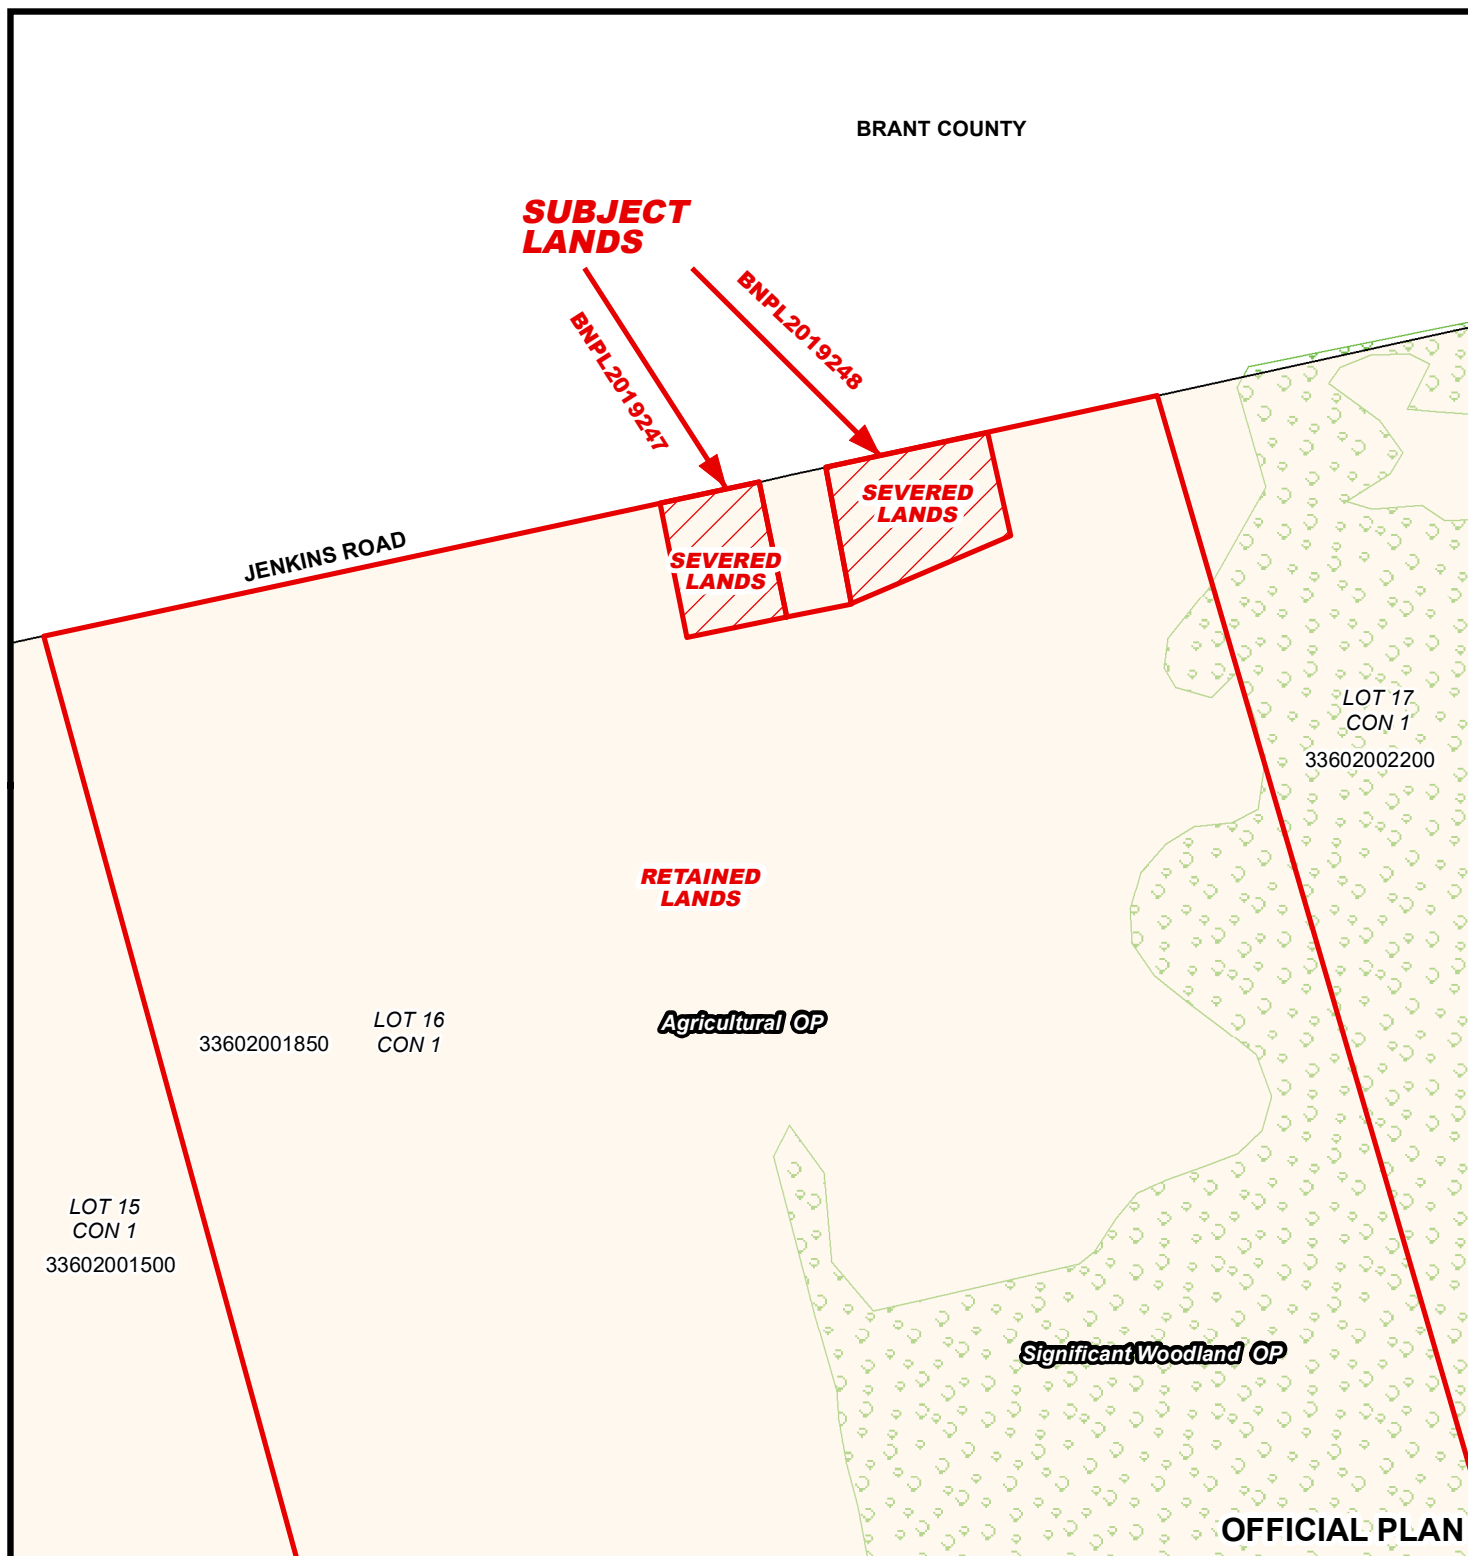 BRANT COUNTY
SUBJECT
LANDS
BNPL2019247
BNPL2019248
JENKINS ROAD
SEVERED
LANDS
SEVERED
LANDS
LOT 17
CON 1
33602002200
RETAINED
LANDS
LOT 16
CON 1
33602001850
Agricultural OP
LOT 15
CON 1
33602001500
Significant Woodland OP
OFFICIAL PLAN